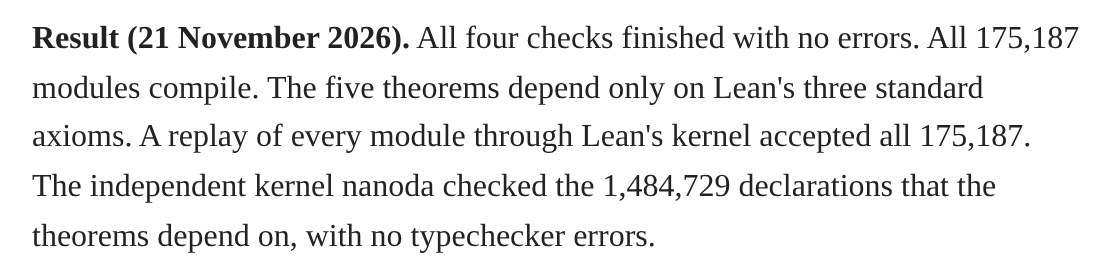 Result (21 November 2026). All four checks finished with no errors. All 175,187
modules compile. The five theorems depend only on Lean's three standard
axioms. A replay of every module through Lean's kernel accepted all 175,187.
The independent kernel nanoda checked the 1,484,729 declarations that the
theorems depend on, with no typechecker errors.